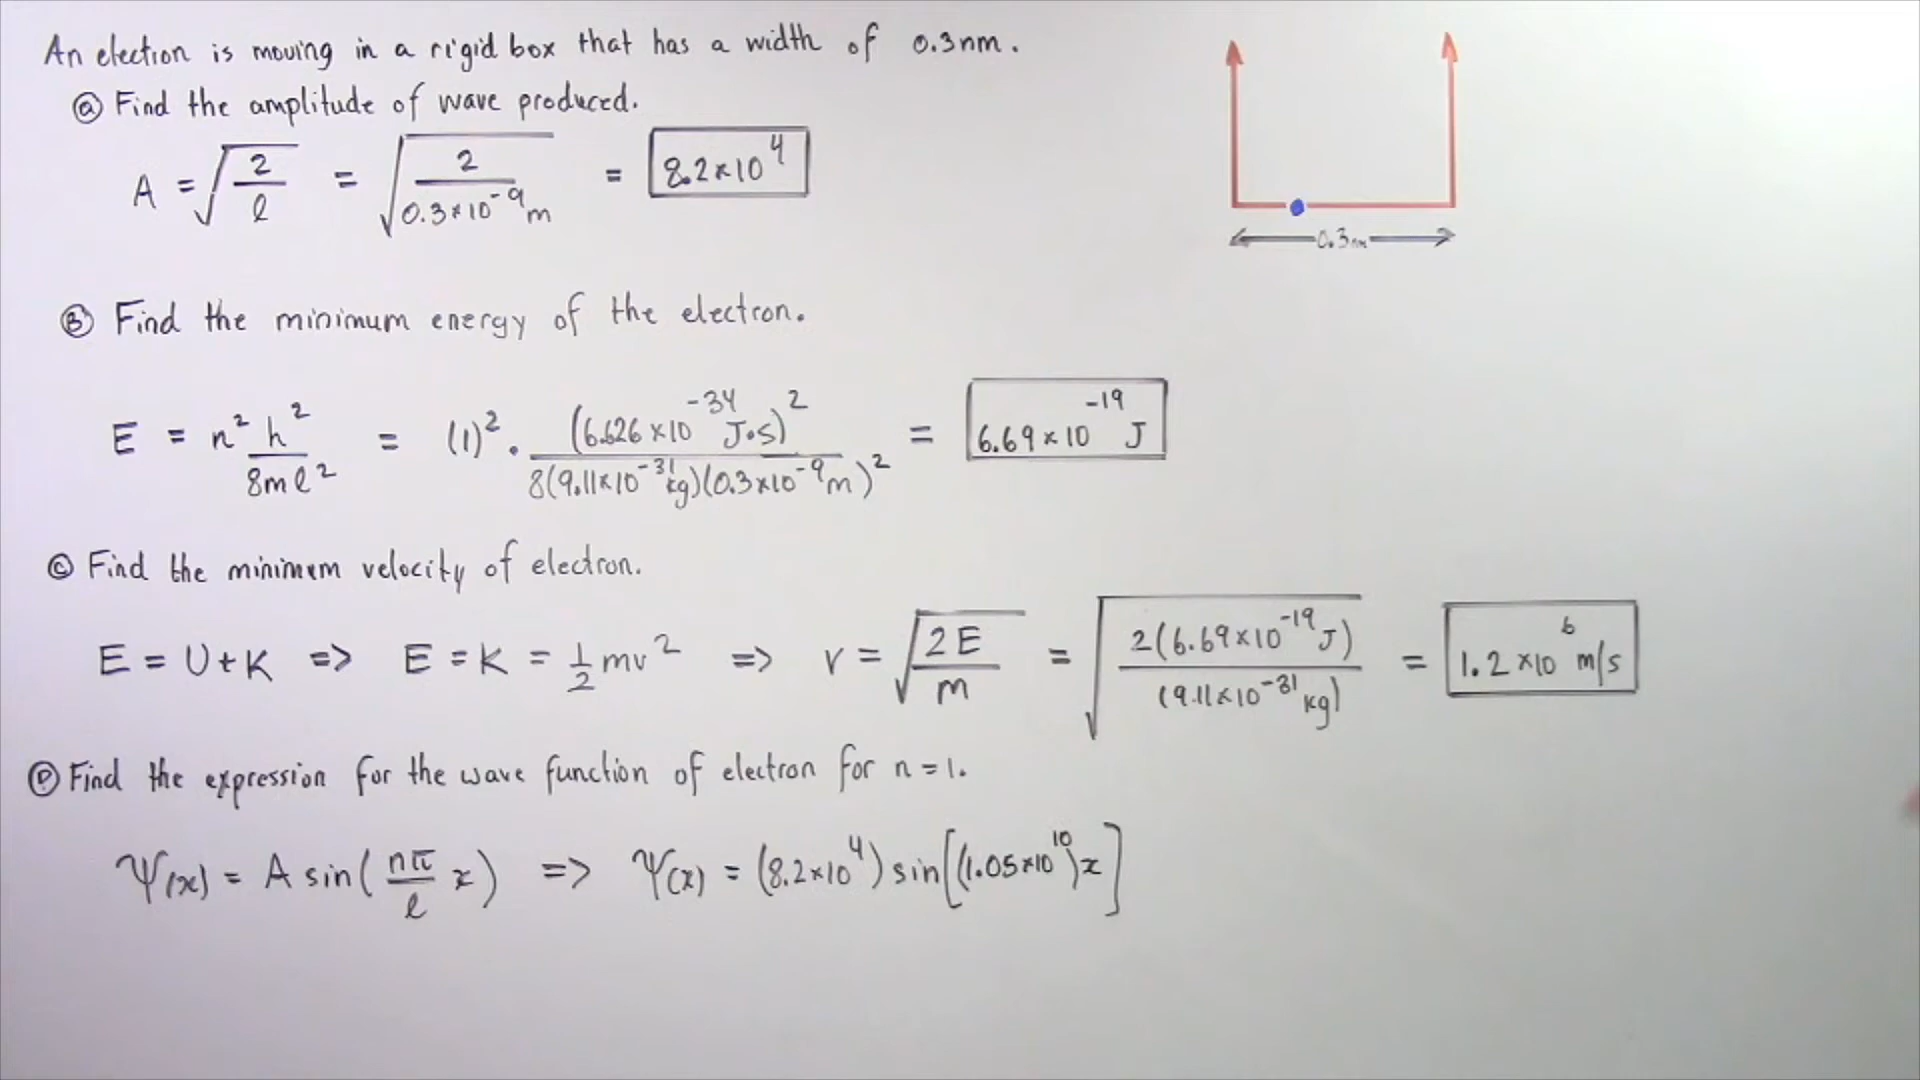 An electron is moving in a rigid box that has a width of 0.3nm.
ⓐ Find the amplitude of wave produced.
A = √(2/l) = √(2/(0.3×10⁻⁹m)) = 8.2×10⁴
0.3nm
Ⓑ Find the minimum energy of the electron.
E = n² h²/(8ml²) = (1)² · (6.626×10⁻³⁴ J·s)²/(8(9.11×10⁻³¹kg)(0.3×10⁻⁹m)²) = 6.69×10⁻¹⁹ J
© Find the minimum velocity of electron.
E = U+K => E = K = ½mv² => v = √(2E/m) = √(2(6.69×10⁻¹⁹J)/(9.11×10⁻³¹kg)) = 1.2×10⁶ m/s
Ⓓ Find the expression for the wave function of electron for n=1.
Ψ(x) = A sin(nπ/l x) => Ψ(x) = (8.2×10⁴) sin[(1.05×10¹⁰)x]